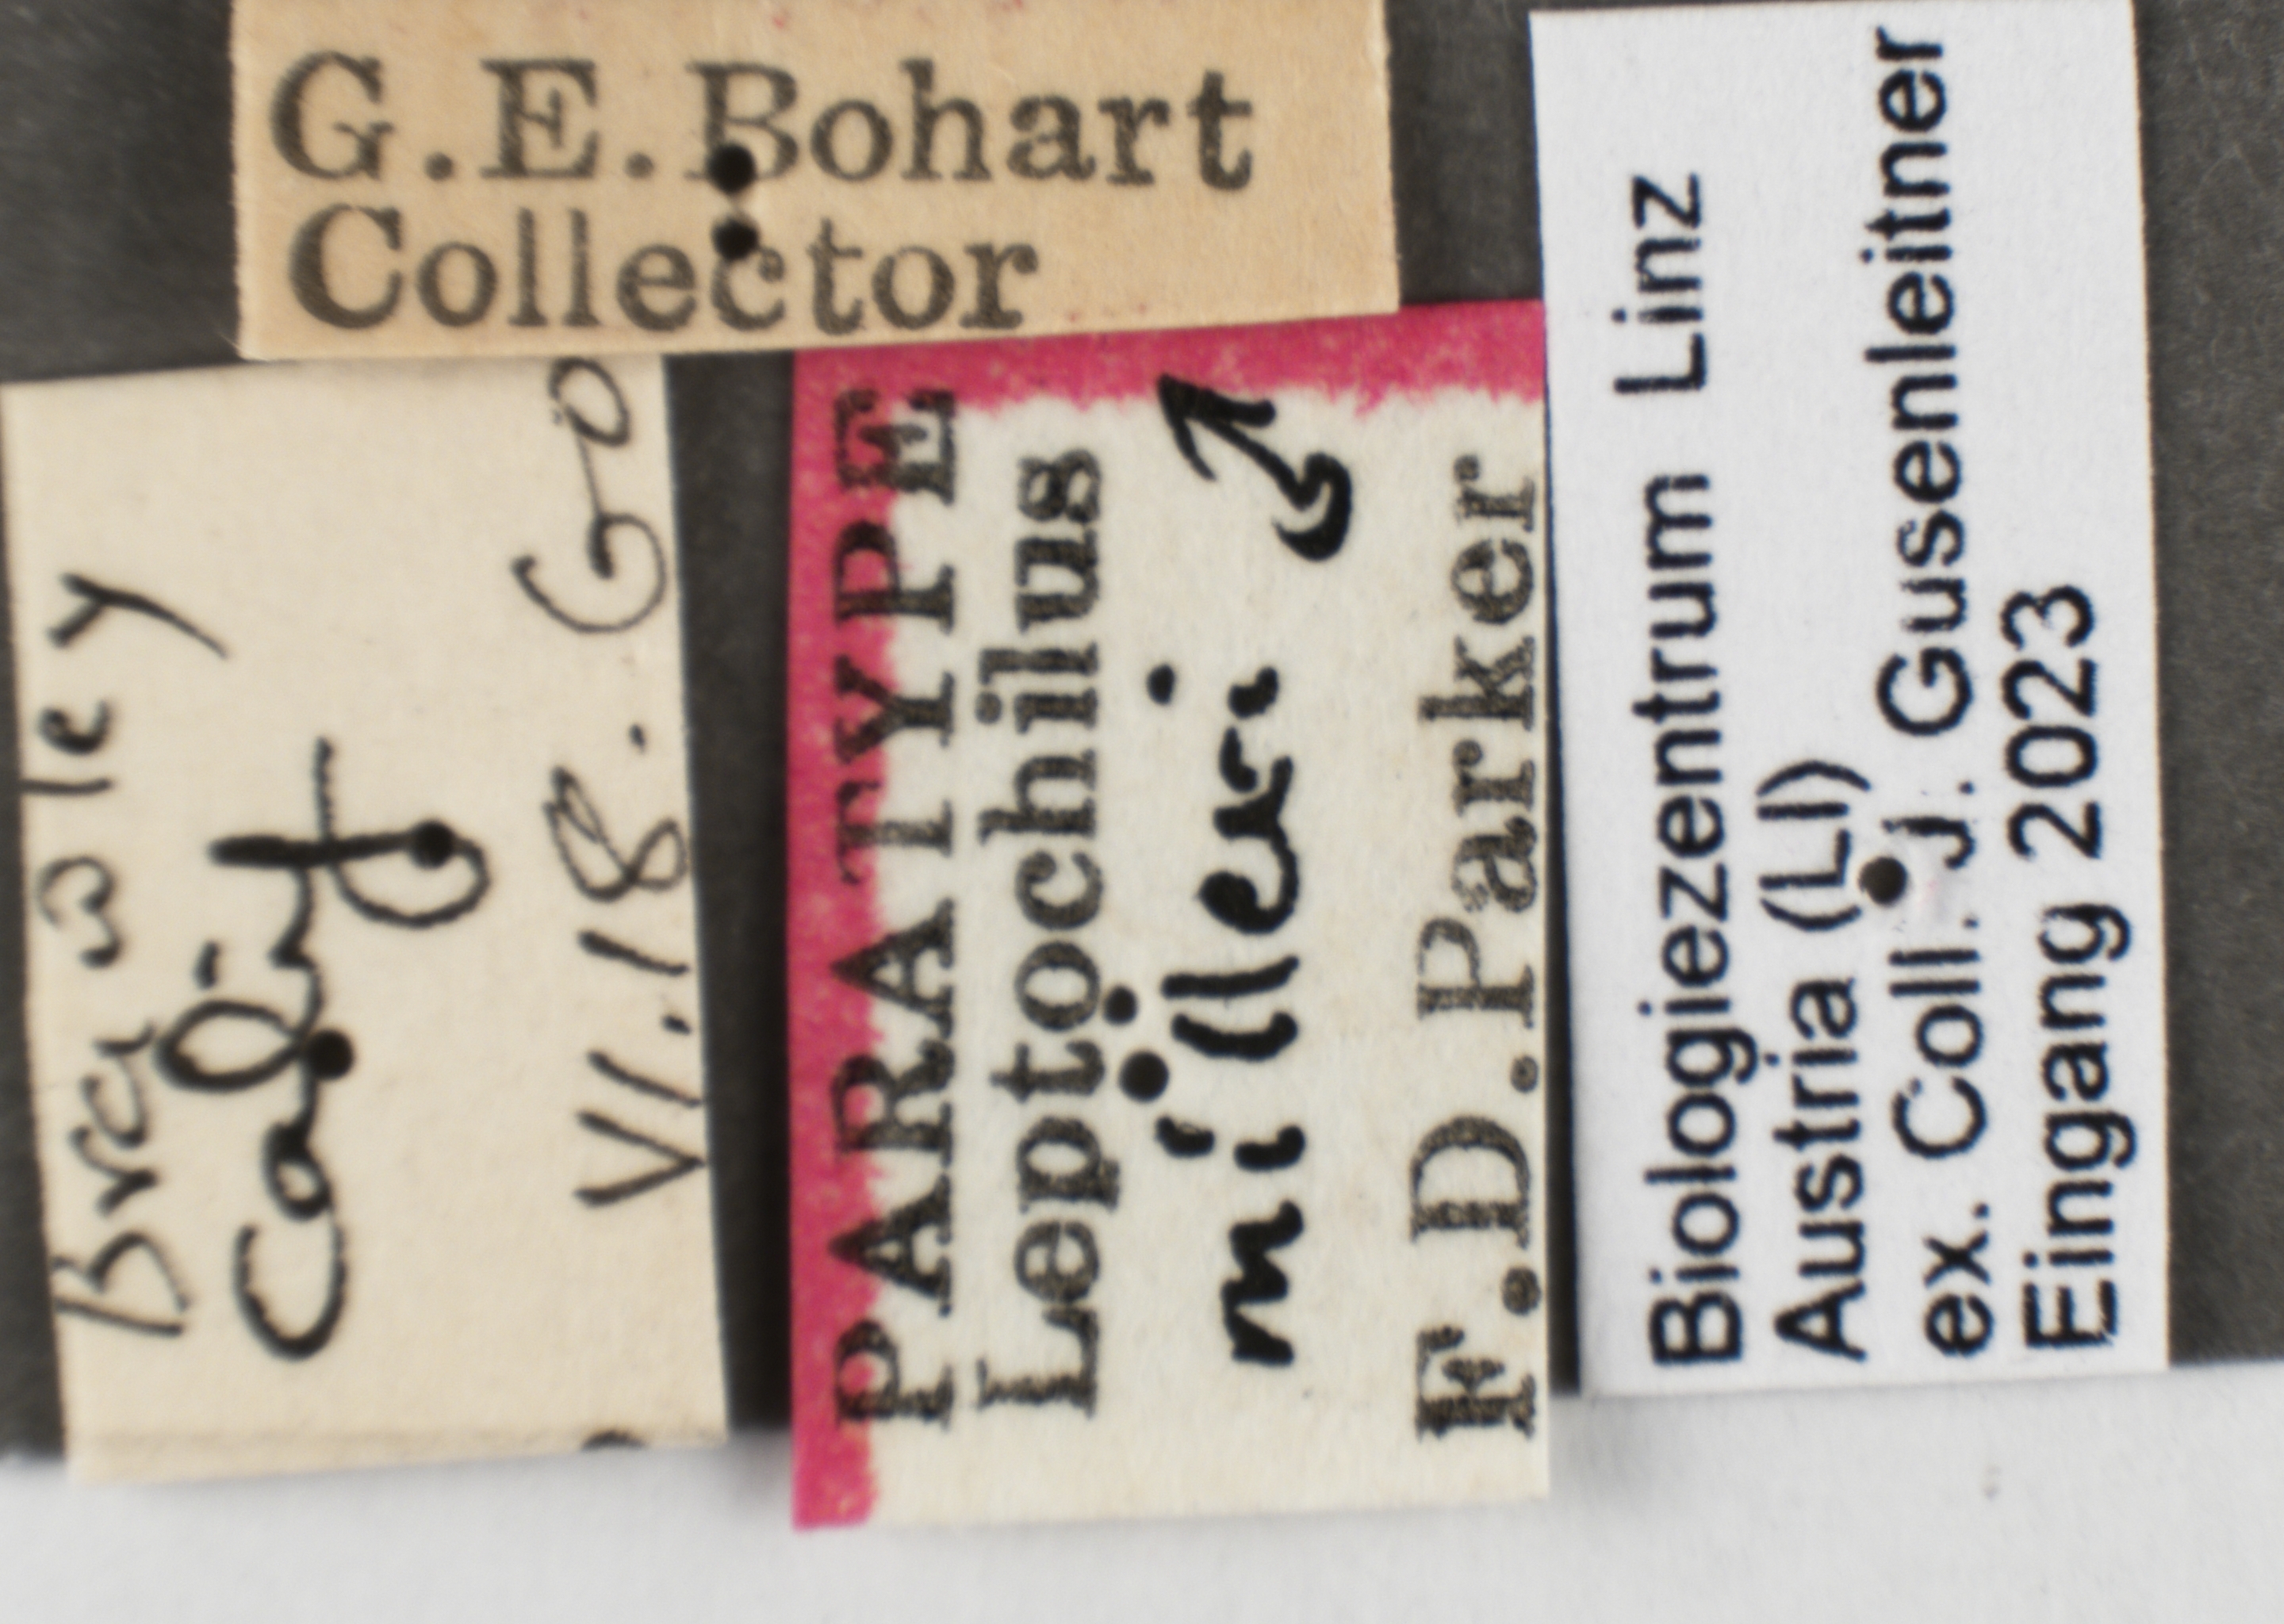 G.E.Bohart
Collector
Brawley
Calif
VI.18.60
PARATYPE
Leptochilus
milleri ♂
F.D.Parker
Biologiezentrum Linz
Austria (LI)
ex. Coll. J. Gusenleitner
Eingang 2023